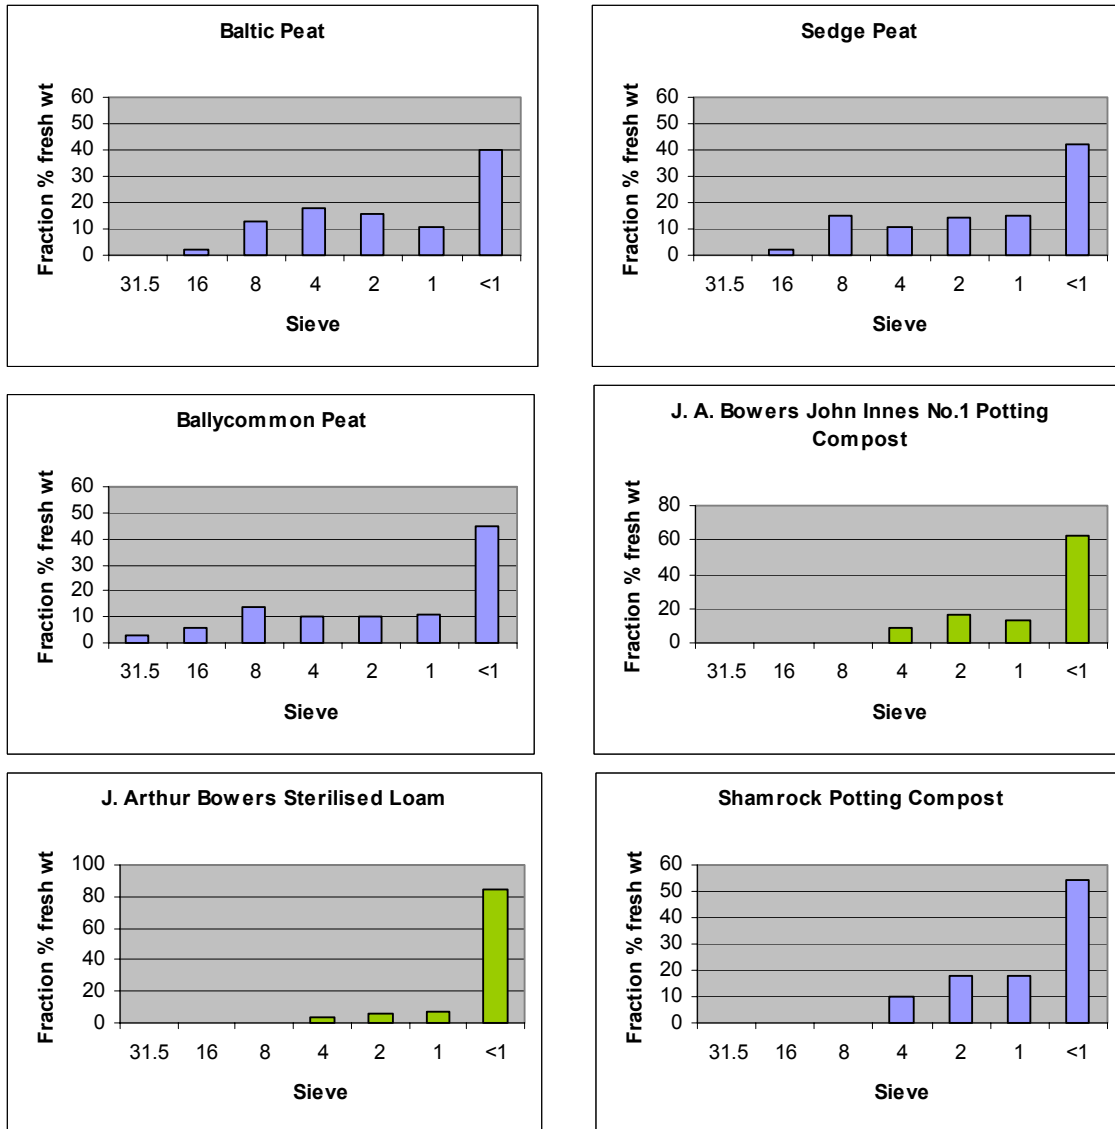 Baltic Peat
Fraction % fresh wt
60
50
40
30
20
10
0
31.5 16 8 4 2 1 <1
Sieve
Sedge Peat
Fraction % fresh wt
60
50
40
30
20
10
0
31.5 16 8 4 2 1 <1
Sieve
Ballycommon Peat
Fraction % fresh wt
60
50
40
30
20
10
0
31.5 16 8 4 2 1 <1
Sieve
J. A. Bowers John Innes No.1 Potting
Compost
Fraction % fresh wt
80
60
40
20
0
31.5 16 8 4 2 1 <1
Sieve
J. Arthur Bowers Sterilised Loam
Fraction % fresh wt
100
80
60
40
20
0
31.5 16 8 4 2 1 <1
Sieve
Shamrock Potting Compost
Fraction % fresh wt
60
50
40
30
20
10
0
31.5 16 8 4 2 1 <1
Sieve